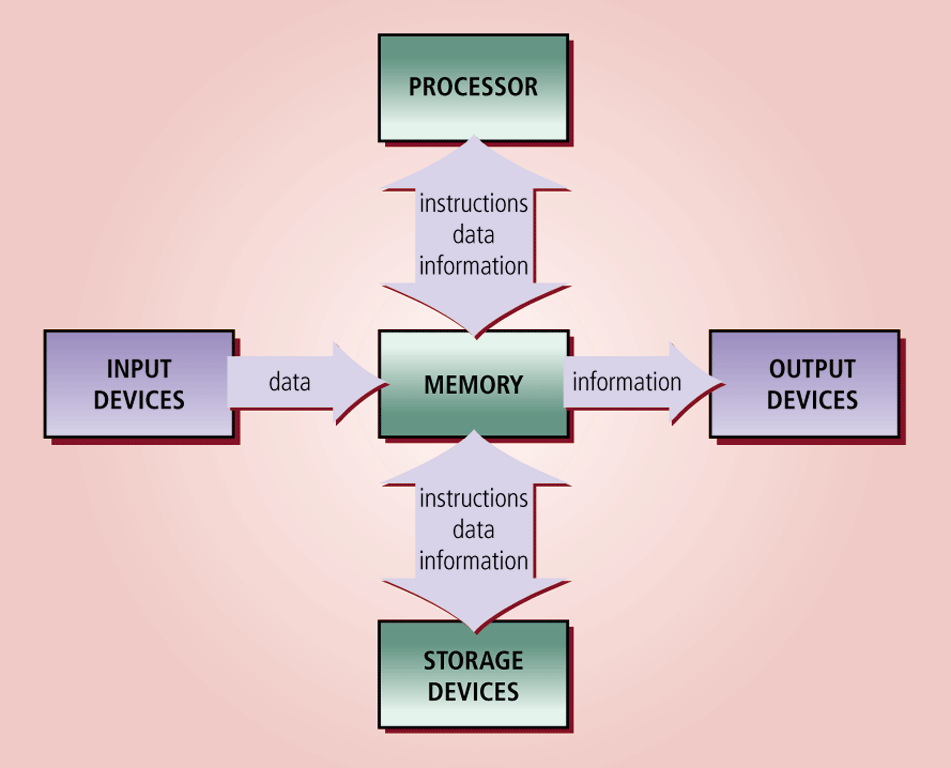 PROCESSOR
instructions
data
information
INPUT
DEVICES
data
MEMORY
information
OUTPUT
DEVICES
instructions
data
information
STORAGE
DEVICES